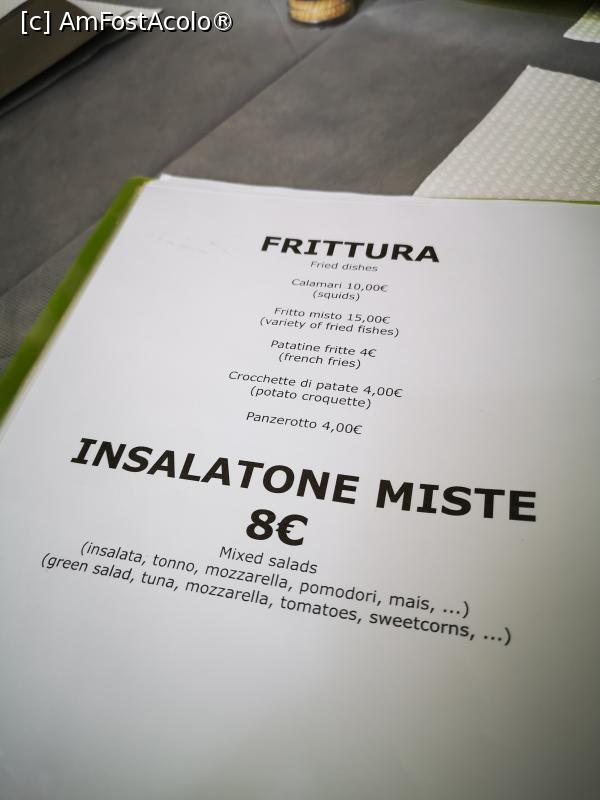 [c] AmFostAcolo®
FRITTURA
Fried dishes
Calamari 10,00€
(squids)
Fritto misto 15,00€
(variety of fried fishes)
Patatine fritte 4€
(french fries)
Crocchette di patate 4,00€
(potato croquette)
Panzerotto 4,00€
INSALATONE MISTE
8€
Mixed salads
(insalata, tonno, mozzarella, pomodori, mais, ...)
(green salad, tuna, mozzarella, tomatoes, sweetcorns, ...)